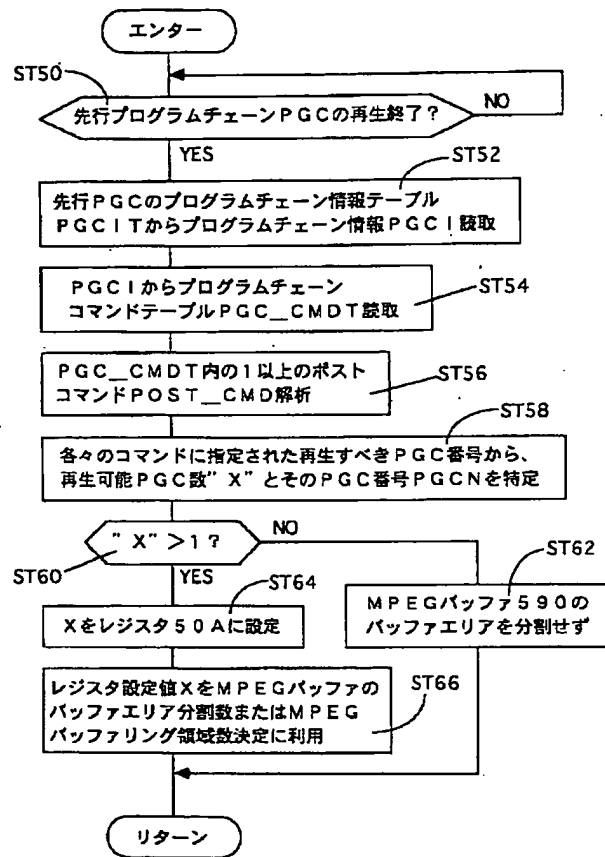 エンター
ST50
先行プログラムチェーンPGCの再生終了?
NO
YES
ST52
先行PGCのプログラムチェーン情報テーブル
PGCITからプログラムチェーン情報PGCI読取
PGCIからプログラムチェーン
コマンドテーブルPGC_CMDT読取
ST54
PGC_CMDT内の1以上のポスト
コマンドPOST_CMD解析
ST56
ST58
各々のコマンドに指定された再生すべきPGC番号から、
再生可能PGC数"X"とそのPGC番号PGCNを特定
"X">1?
NO
ST60
YES
ST62
ST64
MPEGバッファ590の
バッファエリアを分割せず
Xをレジスタ50Aに設定
レジスタ設定値XをMPEGバッファの
バッファエリア分割数またはMPEG
バッファリング領域数決定に利用
ST66
リターン